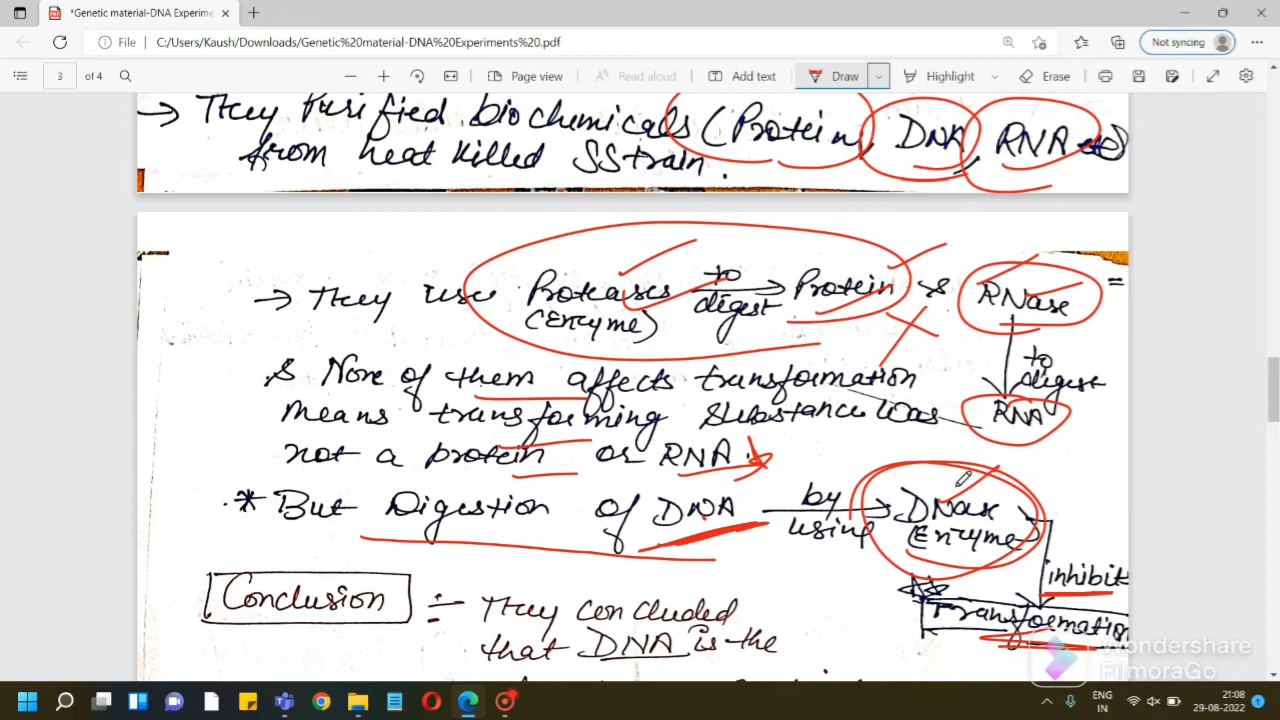 *Genetic material-DNA Experime
File C:/Users/Kaush/Downloads/Genetic%20material-DNA%20Experiments%20.pdf
Not syncing
3 of 4
Page view
Read aloud
Add text
Draw
Highlight
Erase
→ They Purified biochemicals (Protein, DNA, RNA etc)
from heat killed S Strain.
→ They use Proteases to digest → Protein & RNase =
(Enzyme)
to digest
RNA
& None of them affects transformation
means transforming Substance was
not a protein or RNA.
* But Digestion of DNA by using → DNase
(Enzyme)
inhibit
Transformation
Conclusion :- They concluded
that DNA is the
Wondershare
FilmoraGo
ENG
IN
21:08
29-08-2022
1